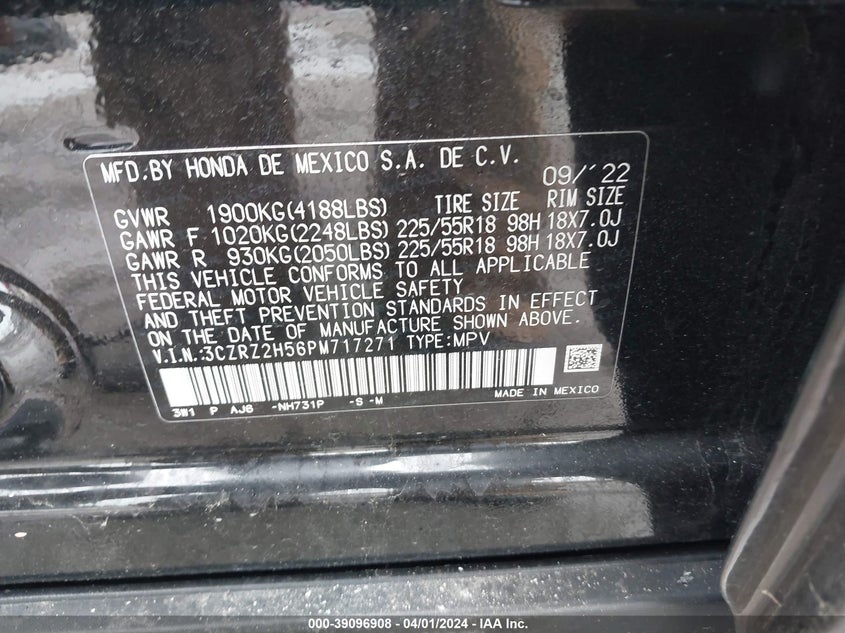 MFD.BY HONDA DE MEXICO S.A. DE C.V. 09/'22
GVWR 1900KG(4188LBS) TIRE SIZE RIM SIZE
GAWR F 1020KG(2248LBS) 225/55R18 98H 18X7.0J
GAWR R 930KG(2050LBS) 225/55R18 98H 18X7.0J
THIS VEHICLE CONFORMS TO ALL APPLICABLE
FEDERAL MOTOR VEHICLE SAFETY
AND THEFT PREVENTION STANDARDS IN EFFECT
ON THE DATE OF MANUFACTURE SHOWN ABOVE.
V.I.N.:3CZRZ2H56PM717271 TYPE:MPV
3W1 P AJ6 -NH731P -S -M MADE IN MEXICO
000-39096908 - 04/01/2024 - IAA Inc.